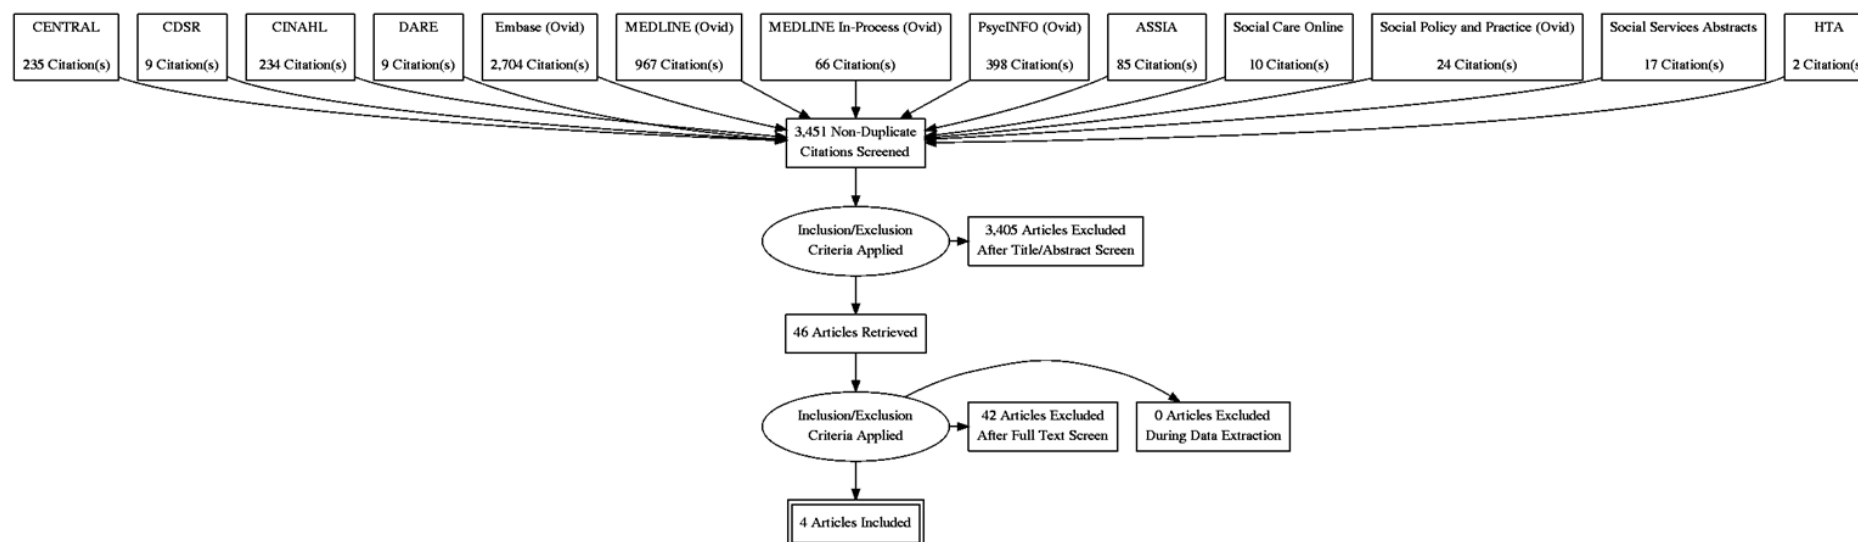 CENTRAL
235 Citation(s)
CDSR
9 Citation(s)
CINAHL
234 Citation(s)
DARE
9 Citation(s)
Embase (Ovid)
2,704 Citation(s)
MEDLINE (Ovid)
967 Citation(s)
MEDLINE In-Process (Ovid)
66 Citation(s)
PsycINFO (Ovid)
398 Citation(s)
ASSIA
85 Citation(s)
Social Care Online
10 Citation(s)
Social Policy and Practice (Ovid)
24 Citation(s)
Social Services Abstracts
17 Citation(s)
HTA
2 Citation(s
3,451 Non-Duplicate
Citations Screened
Inclusion/Exclusion
Criteria Applied
3,405 Articles Excluded
After Title/Abstract Screen
46 Articles Retrieved
Inclusion/Exclusion
Criteria Applied
42 Articles Excluded
After Full Text Screen
0 Articles Excluded
During Data Extraction
4 Articles Included